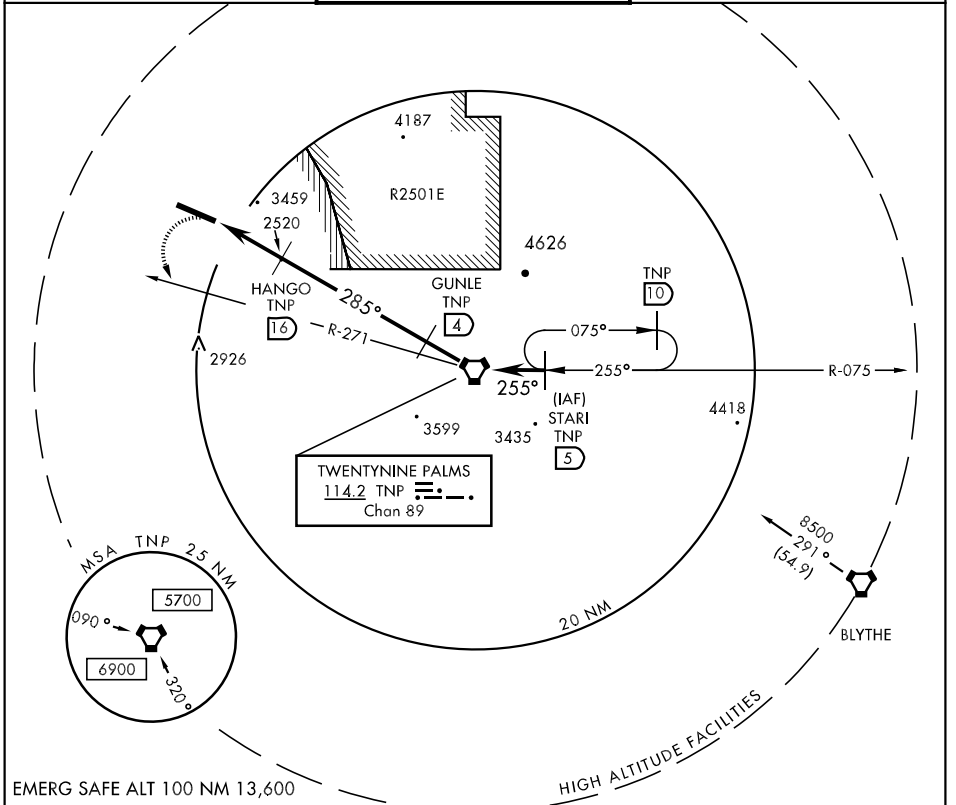 4187
R2501E
3459
2520
4626
HANGO
TNP
16
285°
GUNLE
TNP
4
R-271
TNP
10
075°
255°
R-075
255°
(IAF)
STARI
TNP
5
2926
3599
3435
4418
TWENTYNINE PALMS
114.2 TNP
Chan 89
8500
291°
(54.9)
BLYTHE
MSA TNP 25 NM
5700
090°
6900
320°
20 NM
HIGH ALTITUDE FACILITIES
EMERG SAFE ALT 100 NM 13,600